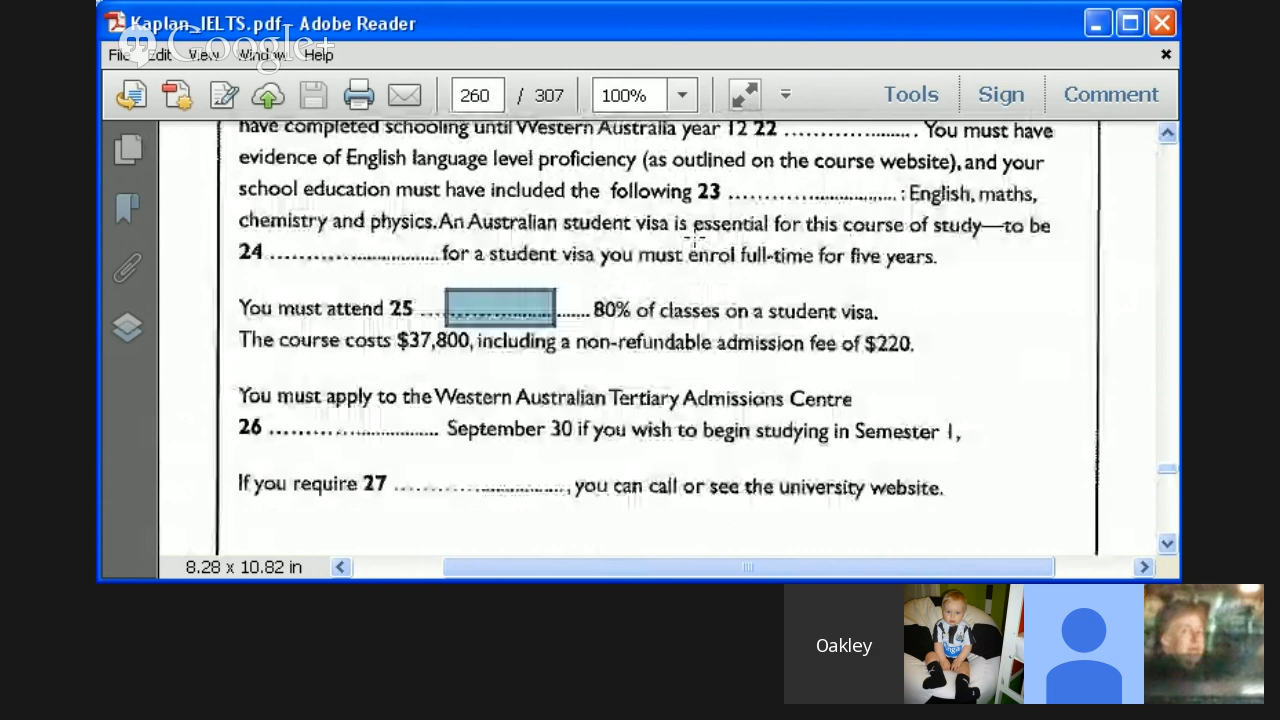 Kaplan_IELTS.pdf - Adobe Reader
Google+
File Edit View Window Help
260 / 307 100% Tools Sign Comment
have completed schooling until Western Australia year 12 22 ..................... . You must have
evidence of English language level proficiency (as outlined on the course website), and your
school education must have included the following 23 ........................... : English, maths,
chemistry and physics. An Australian student visa is essential for this course of study—to be
24 ........................... for a student visa you must enrol full-time for five years.
You must attend 25 ........................... 80% of classes on a student visa.
The course costs $37,800, including a non-refundable admission fee of $220.
You must apply to the Western Australian Tertiary Admissions Centre
26 ........................... September 30 if you wish to begin studying in Semester 1,
If you require 27 ..........................., you can call or see the university website.
8.28 x 10.82 in
Oakley